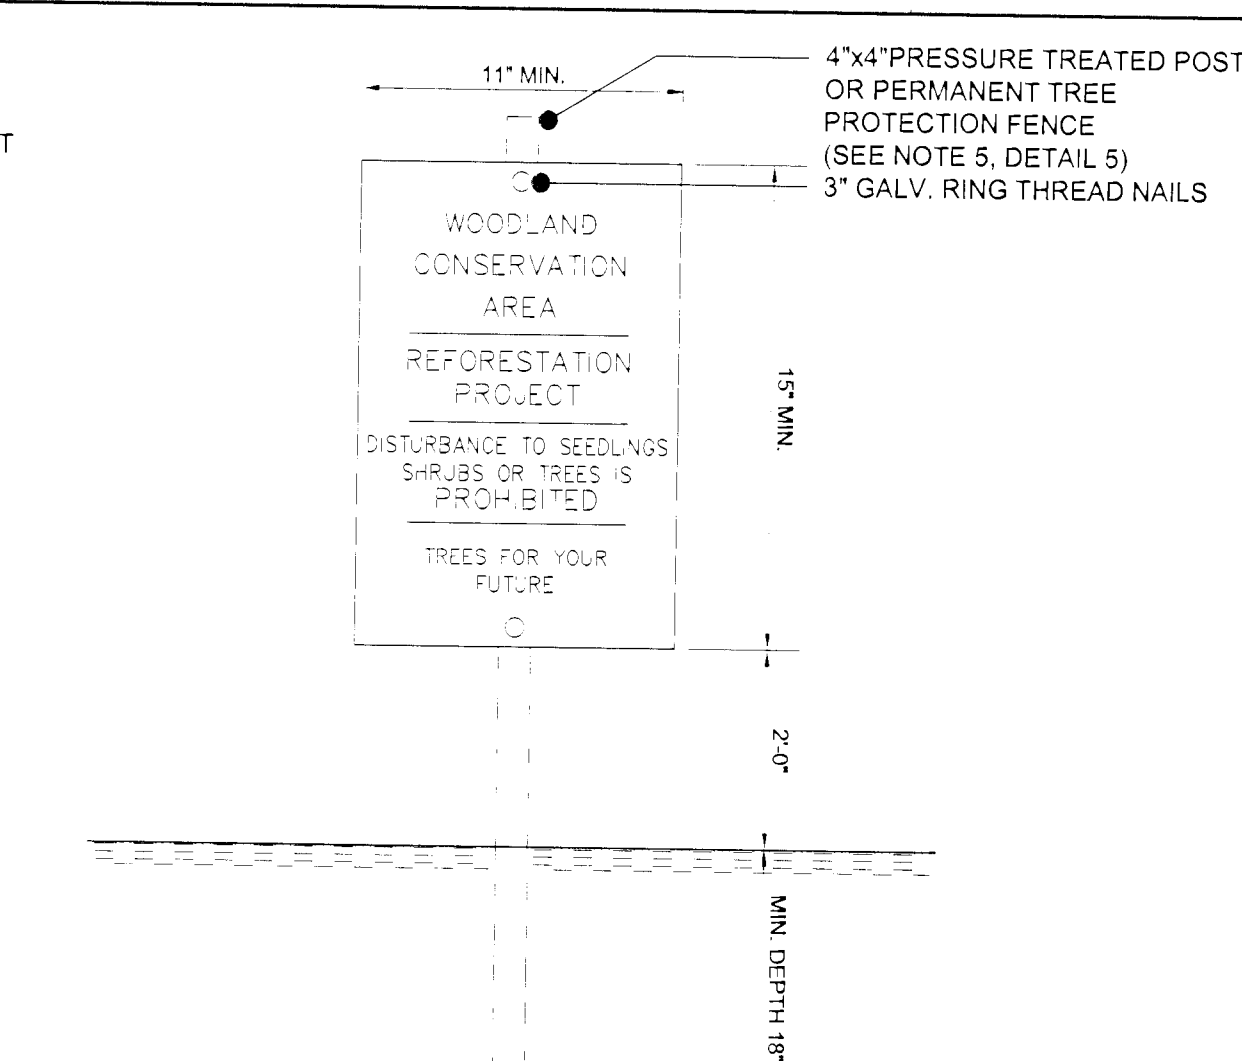 11" MIN.
4"x4"PRESSURE TREATED POST
OR PERMANENT TREE
PROTECTION FENCE
(SEE NOTE 5, DETAIL 5)
3" GALV. RING THREAD NAILS
T
WOODLAND
CONSERVATION
AREA
REFORESTATION
PROJECT
DISTURBANCE TO SEEDLINGS
SHRUBS OR TREES IS
PROHIBITED
TREES FOR YOUR
FUTURE
15" MIN.
2'-0"
MIN. DEPTH 18"